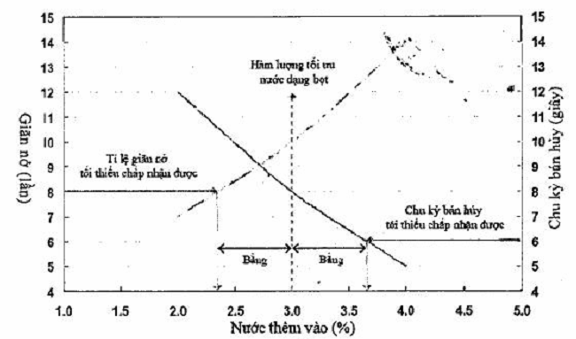 15
14
13
12
11
10
9
8
7
6
5
4
Giãn nở (lần)
Hàm lượng tối ưu
nước dạng bọt
Tỉ lệ giãn nở
tối thiểu chấp nhận được
Chu kỳ bán hủy
tối thiểu chấp nhận được
Bằng
Bằng
15
14
13
12
11
10
9
8
7
6
5
4
Chu kỳ bán hủy (giây)
1.0 1.5 2.0 2.5 3.0 3.5 4.0 4.5 5.0
Nước thêm vào (%)